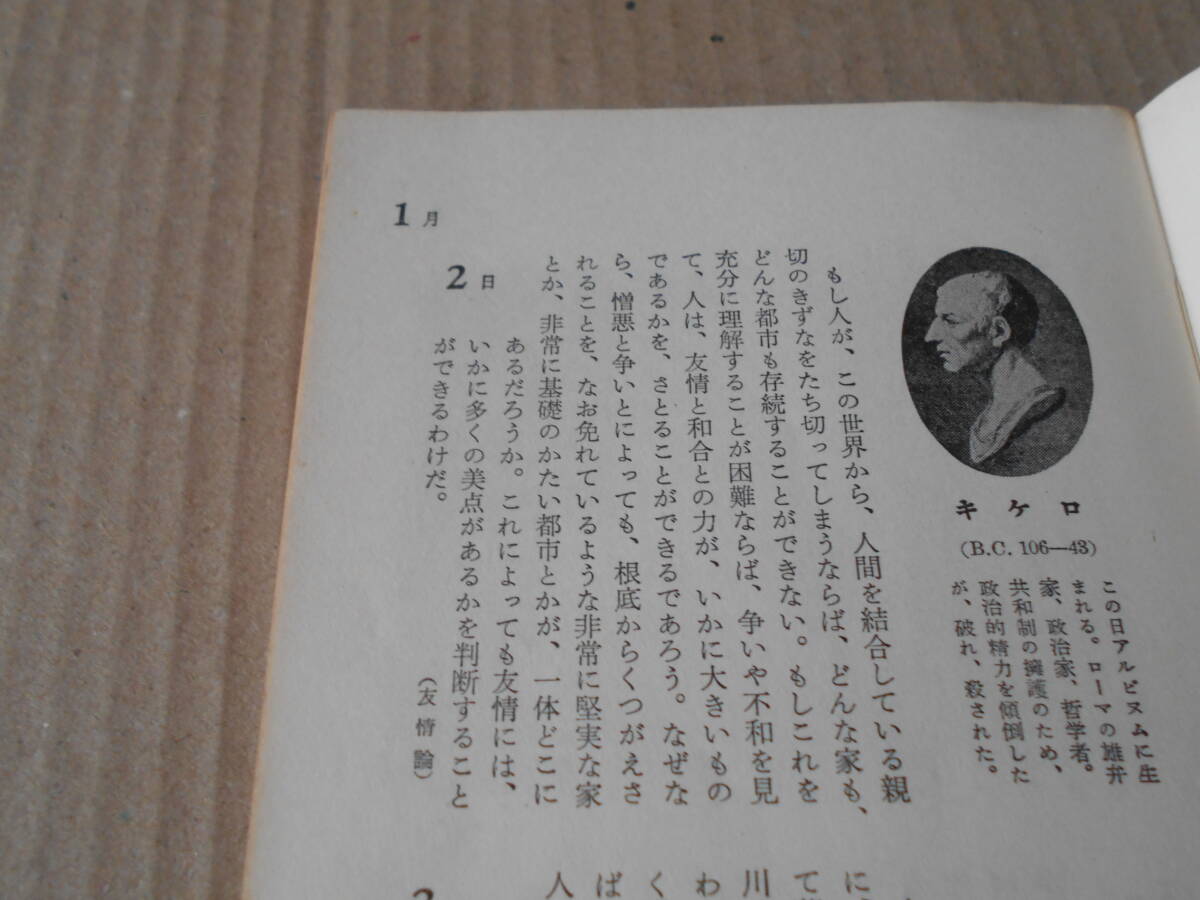 1月
2日
キケロ
(B.C. 106—43)
この日アルピヌムに生
まれる。ローマの雄弁
家、政治家、哲学者。
共和制の擁護のため、
政治的精力を傾倒した
が、破れ、殺された。
もし人が、この世界から、人間を結合している親
切のきずなをたち切ってしまうならば、どんな家も、
どんな都市も存続することができない。もしこれを
充分に理解することが困難ならば、争いや不和を見
て、人は、友情と和合との力が、いかに大きいもの
であるかを、さとることができるであろう。なぜな
ら、憎悪と争いとによっても、根底からくつがえさ
れることを、なお免れているような非常に堅実な家
とか、非常に基礎のかたい都市とかが、一体どこに
あるだろうか。これによっても友情には、
いかに多くの美点があるかを判断すること
ができるわけだ。
(友情論)
に
て
川
わ
く
ば
人